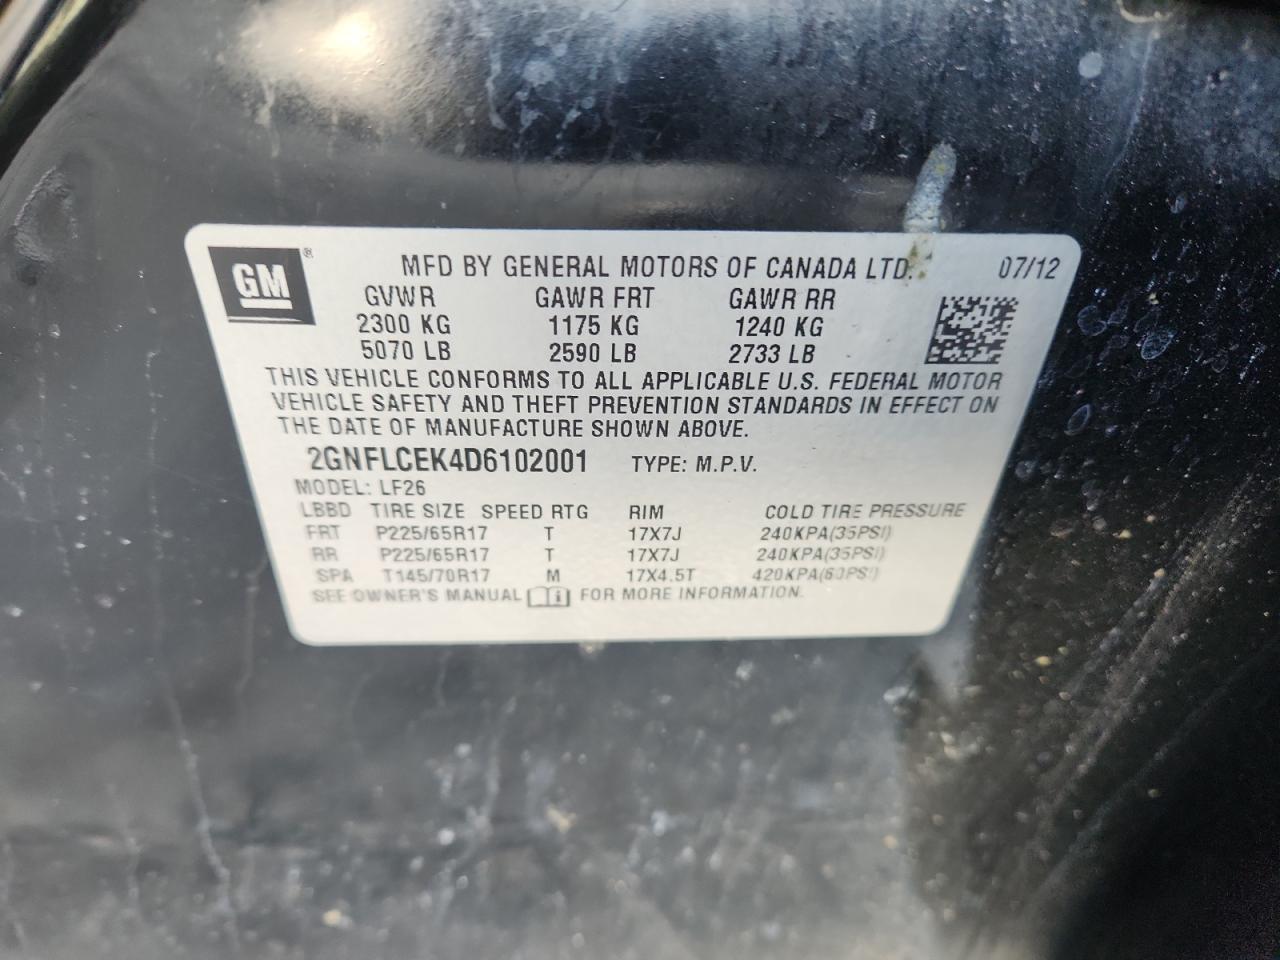 GM®
MFD BY GENERAL MOTORS OF CANADA LTD. 07/12
GVWR GAWR FRT GAWR RR
2300 KG 1175 KG 1240 KG
5070 LB 2590 LB 2733 LB
THIS VEHICLE CONFORMS TO ALL APPLICABLE U.S. FEDERAL MOTOR
VEHICLE SAFETY AND THEFT PREVENTION STANDARDS IN EFFECT ON
THE DATE OF MANUFACTURE SHOWN ABOVE.
2GNFLCEK4D6102001 TYPE: M.P.V.
MODEL: LF26
LBBD TIRE SIZE SPEED RTG RIM COLD TIRE PRESSURE
FRT P225/65R17 T 17X7J 240KPA(35PSI)
RR P225/65R17 T 17X7J 240KPA(35PSI)
SPA T145/70R17 M 17X4.5T 420KPA(60PSI)
SEE OWNER'S MANUAL FOR MORE INFORMATION.